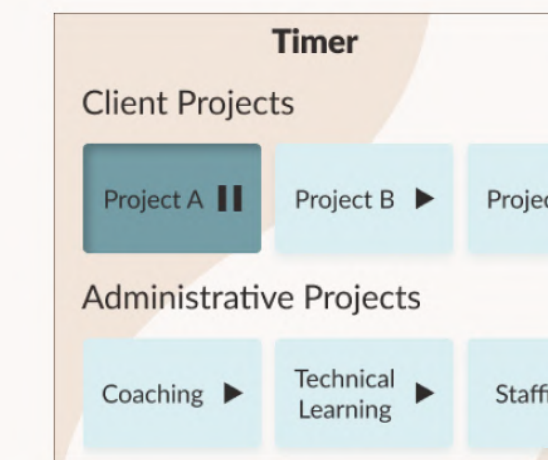 Timer
Client Projects
Project A
Project B
Administrative Projects
Coaching
Technical
Learning